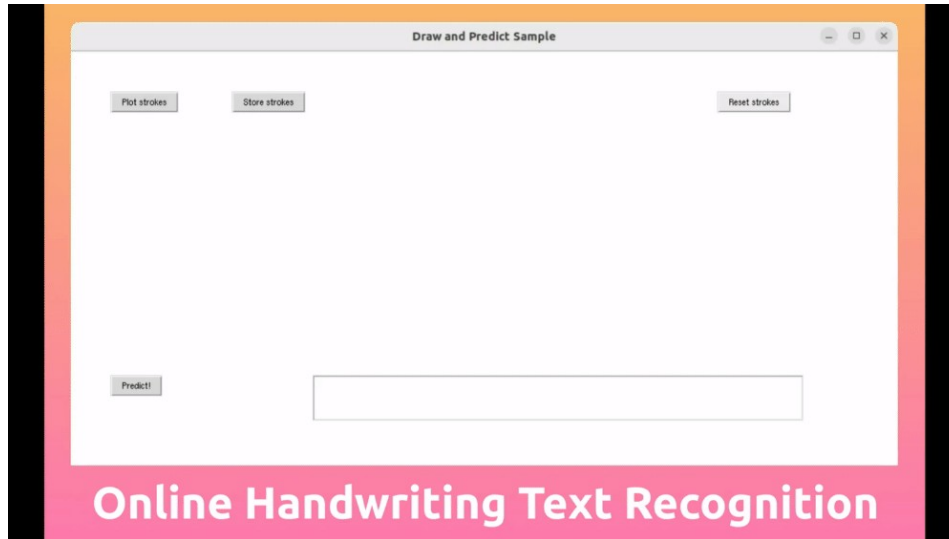 Draw and Predict Sample
Plot strokes Store strokes Reset strokes
Predict!
Online Handwriting Text Recognition